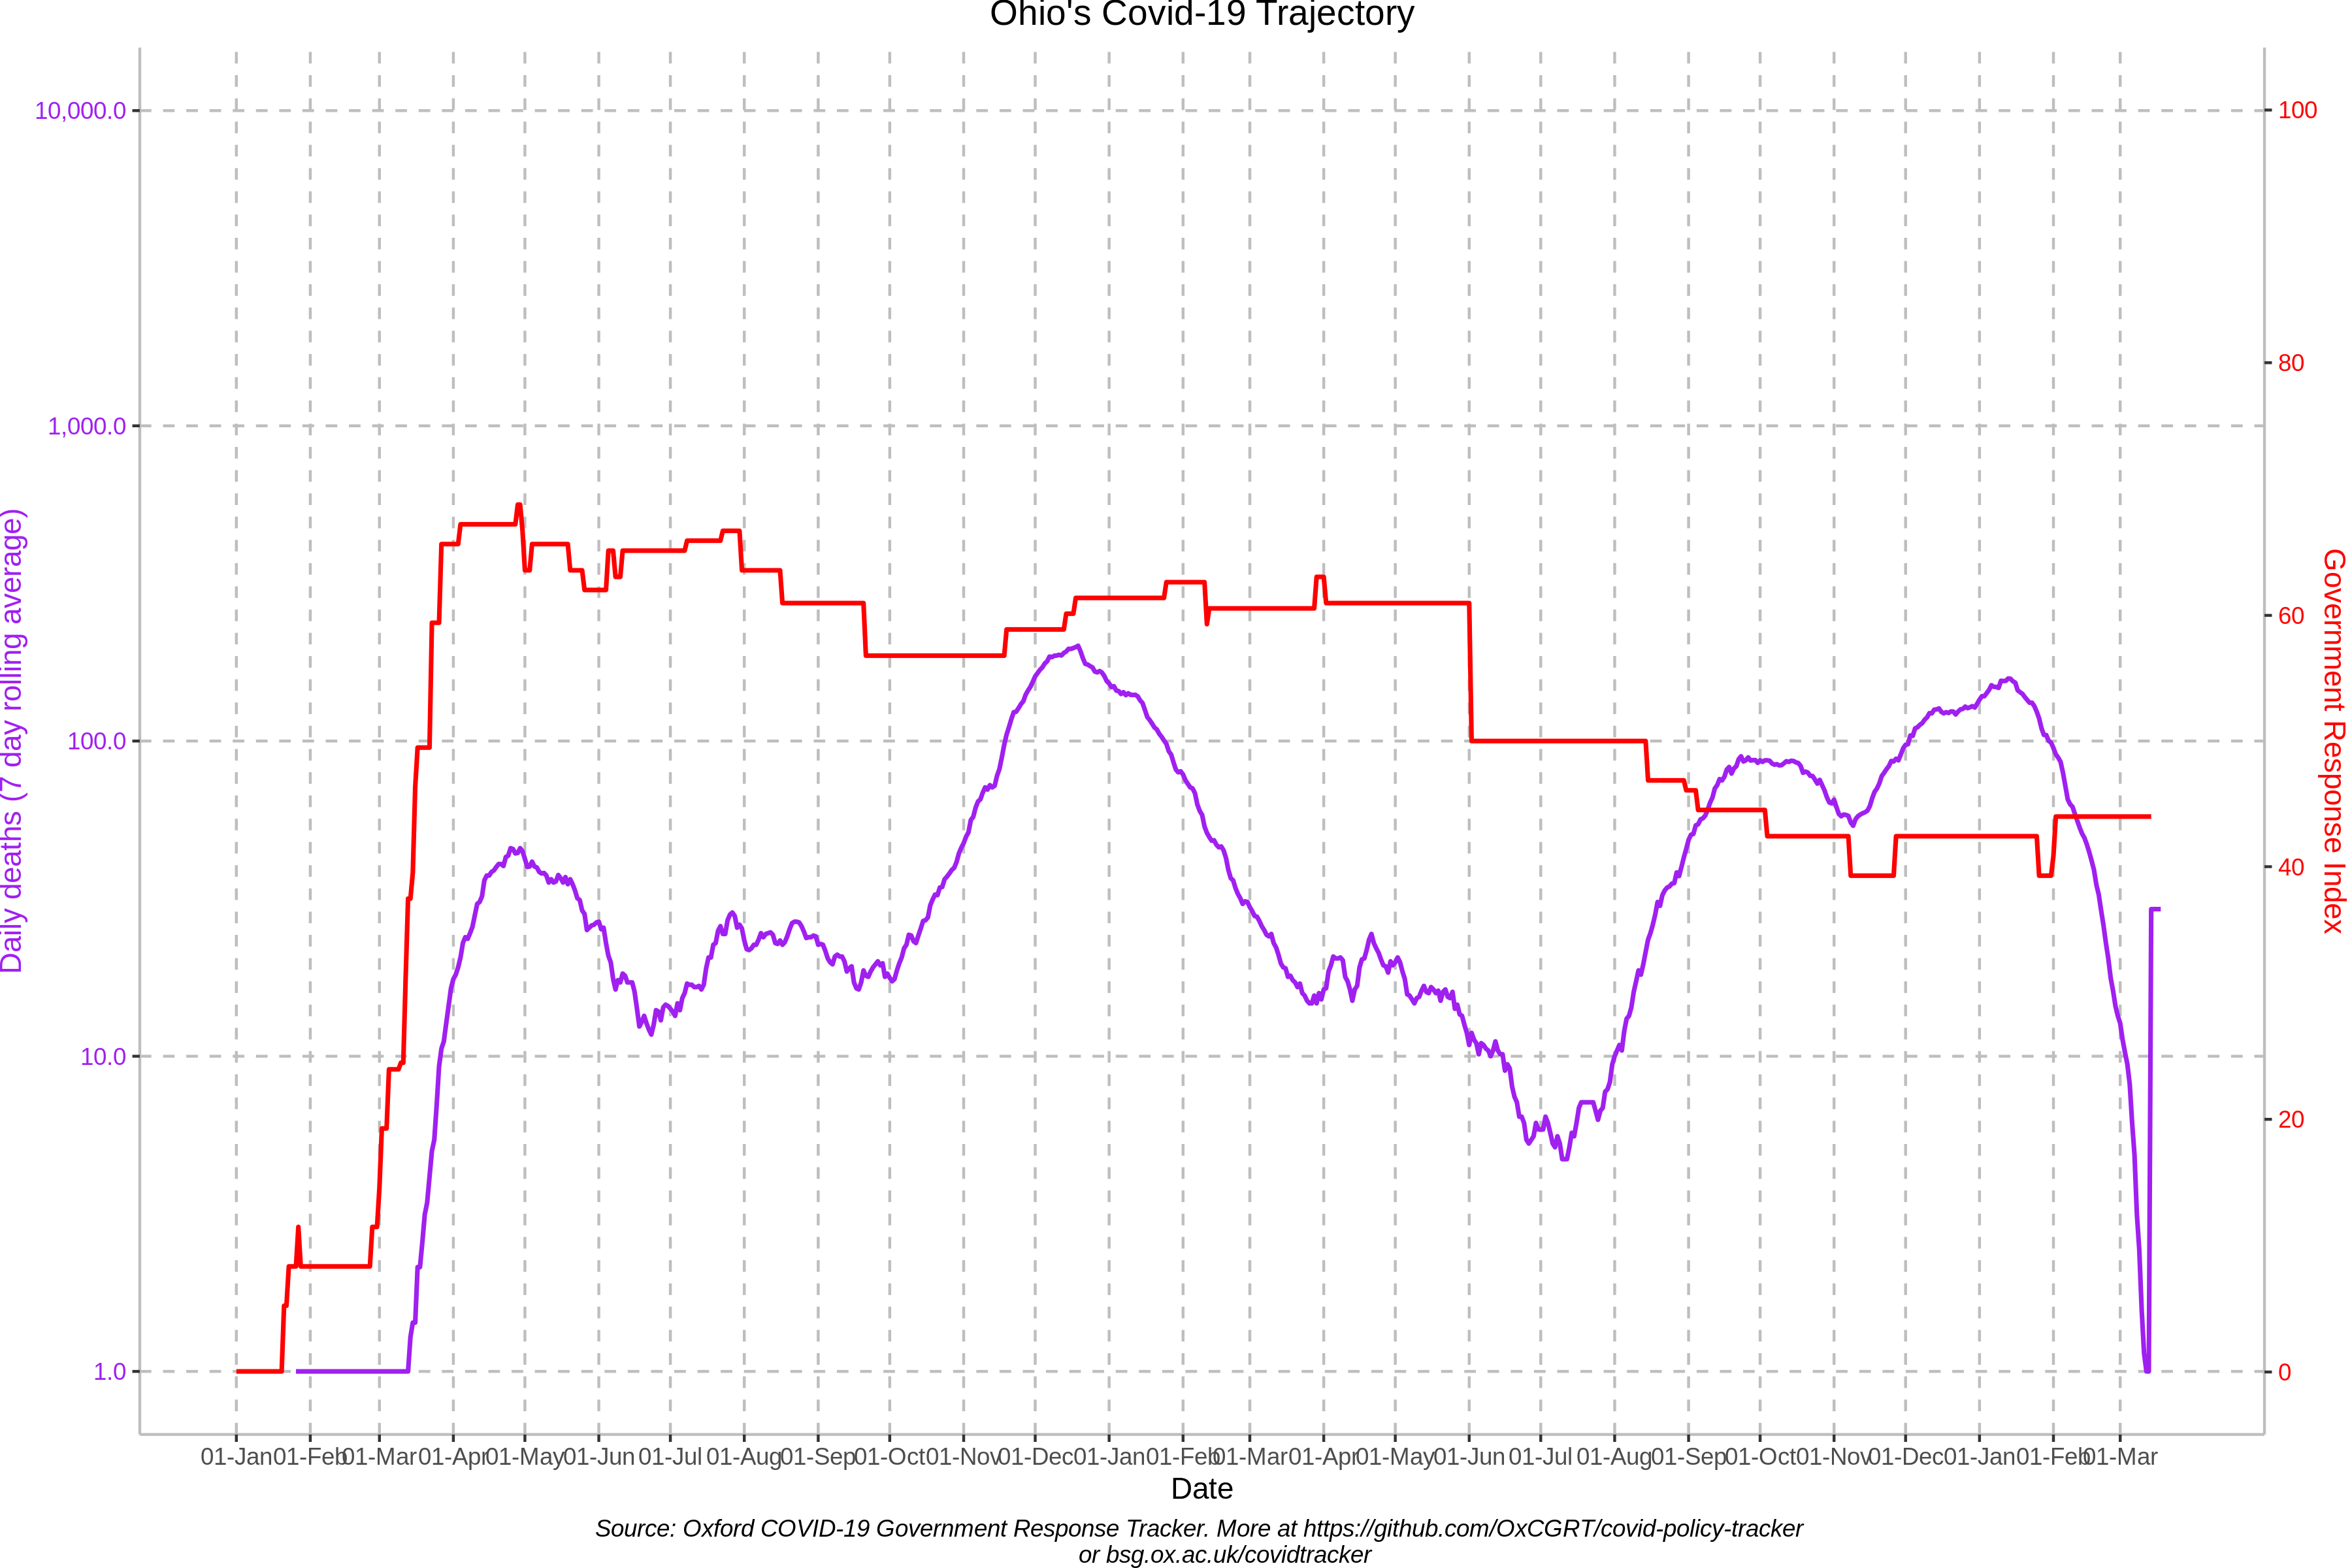 Ohio's Covid-19 Trajectory
10,000.0
1,000.0
100.0
10.0
1.0
Daily deaths (7 day rolling average)
100
80
60
40
20
0
Government Response Index
01-Jan 01-Feb 01-Mar 01-Apr 01-May 01-Jun 01-Jul 01-Aug 01-Sep 01-Oct 01-Nov 01-Dec 01-Jan 01-Feb 01-Mar 01-Apr 01-May 01-Jun 01-Jul 01-Aug 01-Sep 01-Oct 01-Nov 01-Dec 01-Jan 01-Feb 01-Mar
Date
Source: Oxford COVID-19 Government Response Tracker. More at https://github.com/OxCGRT/covid-policy-tracker
or bsg.ox.ac.uk/covidtracker